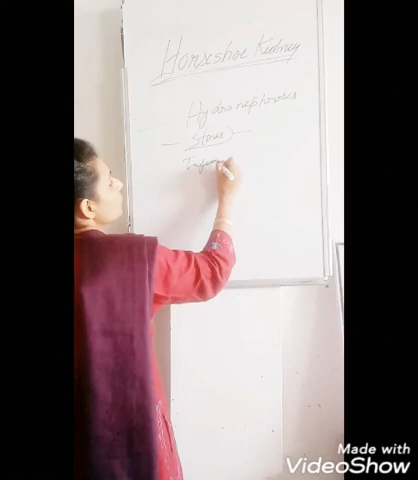 Horseshoe Kidney
Hydronephrosis
Stones
Made with
VideoShow